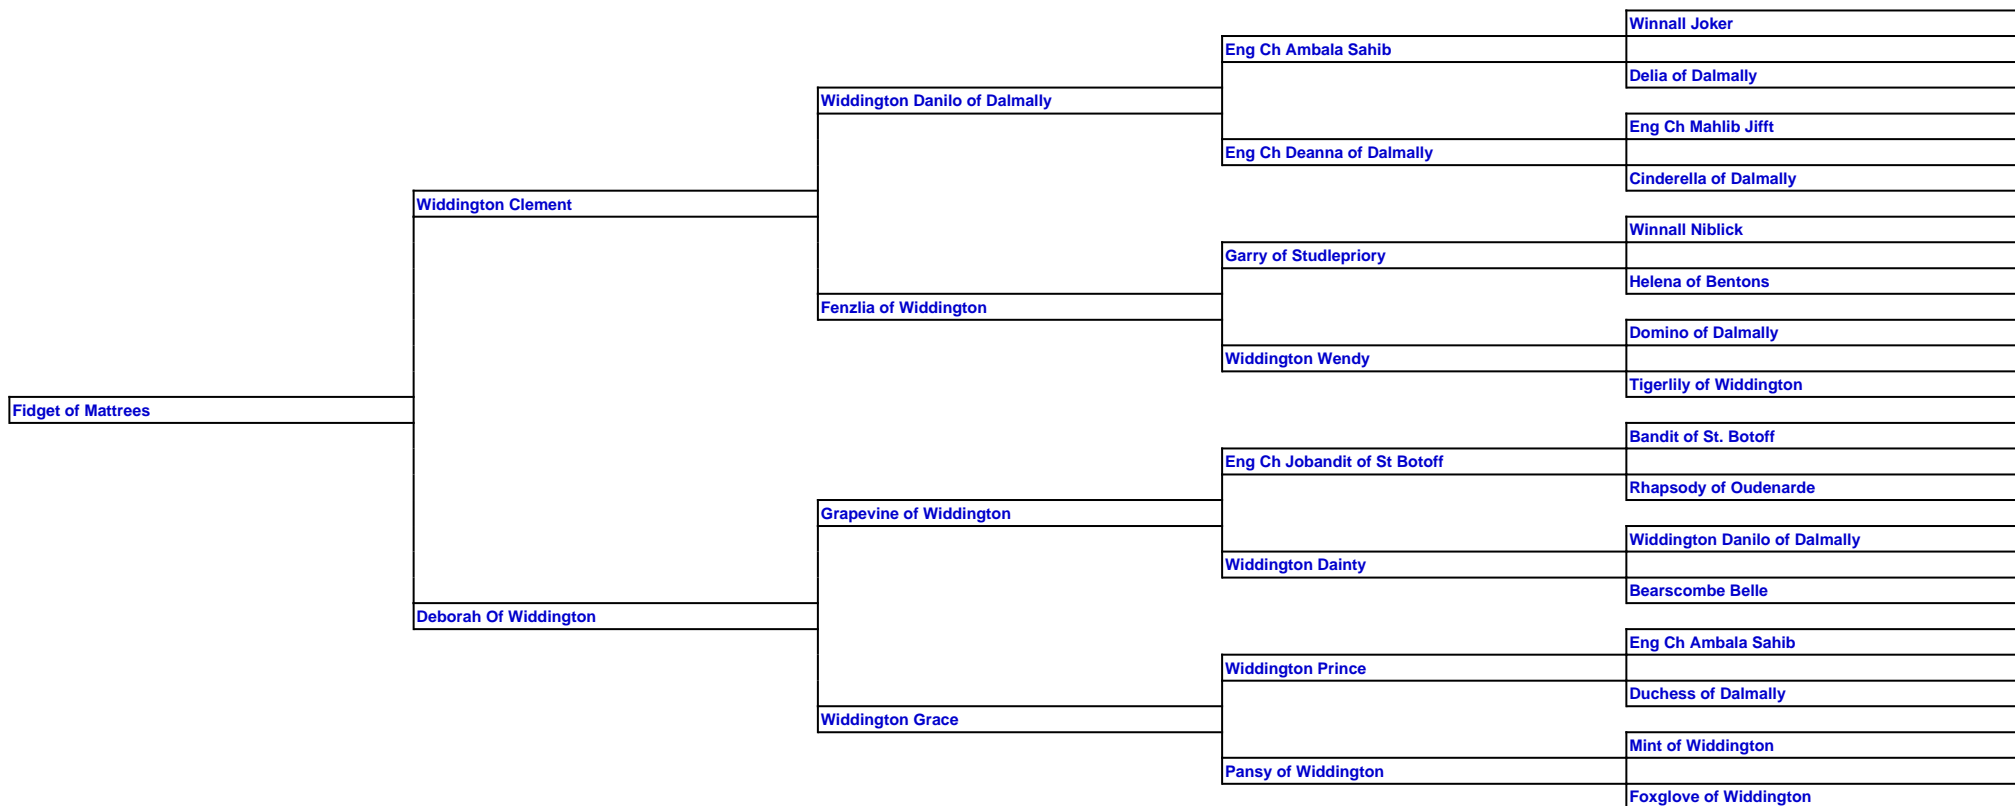 Winnall Joker
Eng Ch Ambala Sahib
Delia of Dalmally
Widdington Danilo of Dalmally
Eng Ch Mahlib Jifft
Eng Ch Deanna of Dalmally
Cinderella of Dalmally
Widdington Clement
Winnall Niblick
Garry of Studlepriory
Helena of Bentons
Fenzlia of Widdington
Domino of Dalmally
Widdington Wendy
Tigerlily of Widdington
Fidget of Mattrees
Bandit of St. Botoff
Eng Ch Jobandit of St Botoff
Rhapsody of Oudenarde
Grapevine of Widdington
Widdington Danilo of Dalmally
Widdington Dainty
Bearscombe Belle
Deborah Of Widdington
Eng Ch Ambala Sahib
Widdington Prince
Duchess of Dalmally
Widdington Grace
Mint of Widdington
Pansy of Widdington
Foxglove of Widdington